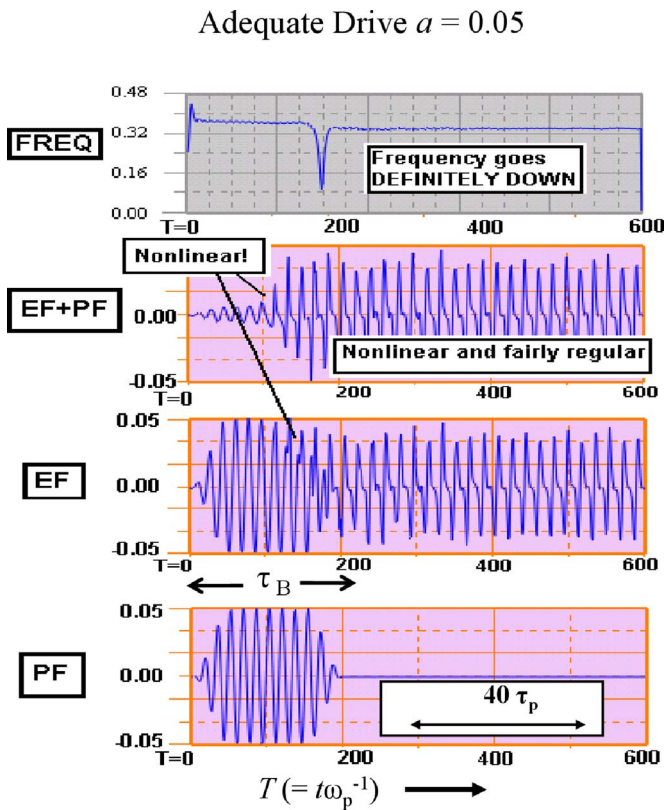 Adequate Drive a = 0.05
0.48
FREQ
0.32
Frequency goes
DEFINITELY DOWN
0.16
0.00
T=0
200
400
600
Nonlinear!
EF+PF
0.00
Nonlinear and fairly regular
-0.05
T=0
200
400
600
0.05
EF
0.00
-0.05
T=0
200
400
600
τB
0.05
PF
0.00
40 τp
-0.05
T=0
200
400
600
T (= tωp-1)